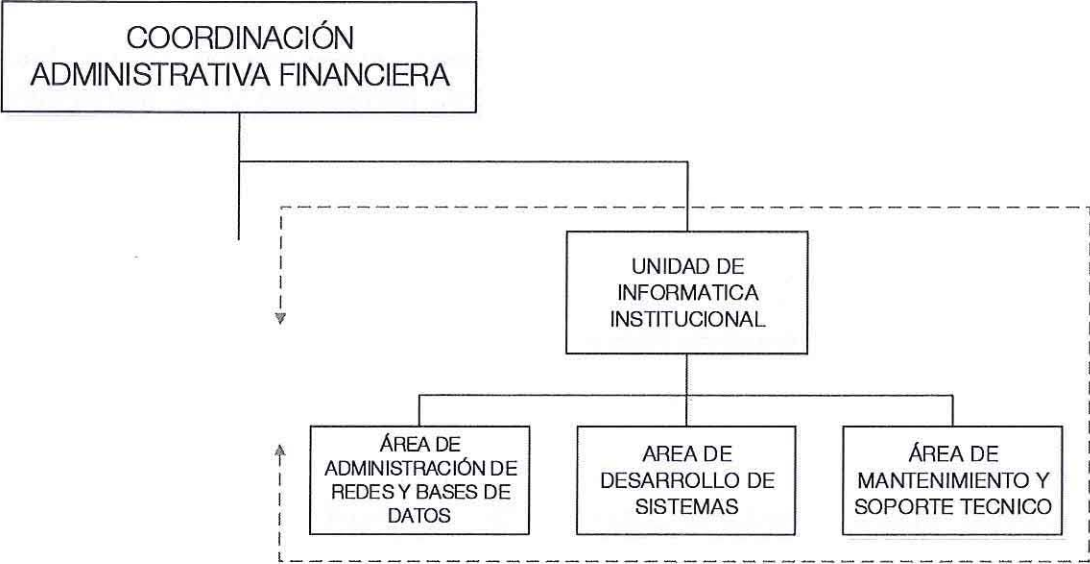 COORDINACIÓN
ADMINISTRATIVA FINANCIERA
UNIDAD DE
INFORMATICA
INSTITUCIONAL
ÁREA DE
ADMINISTRACIÓN DE
REDES Y BASES DE
DATOS
AREA DE
DESARROLLO DE
SISTEMAS
ÁREA DE
MANTENIMIENTO Y
SOPORTE TECNICO